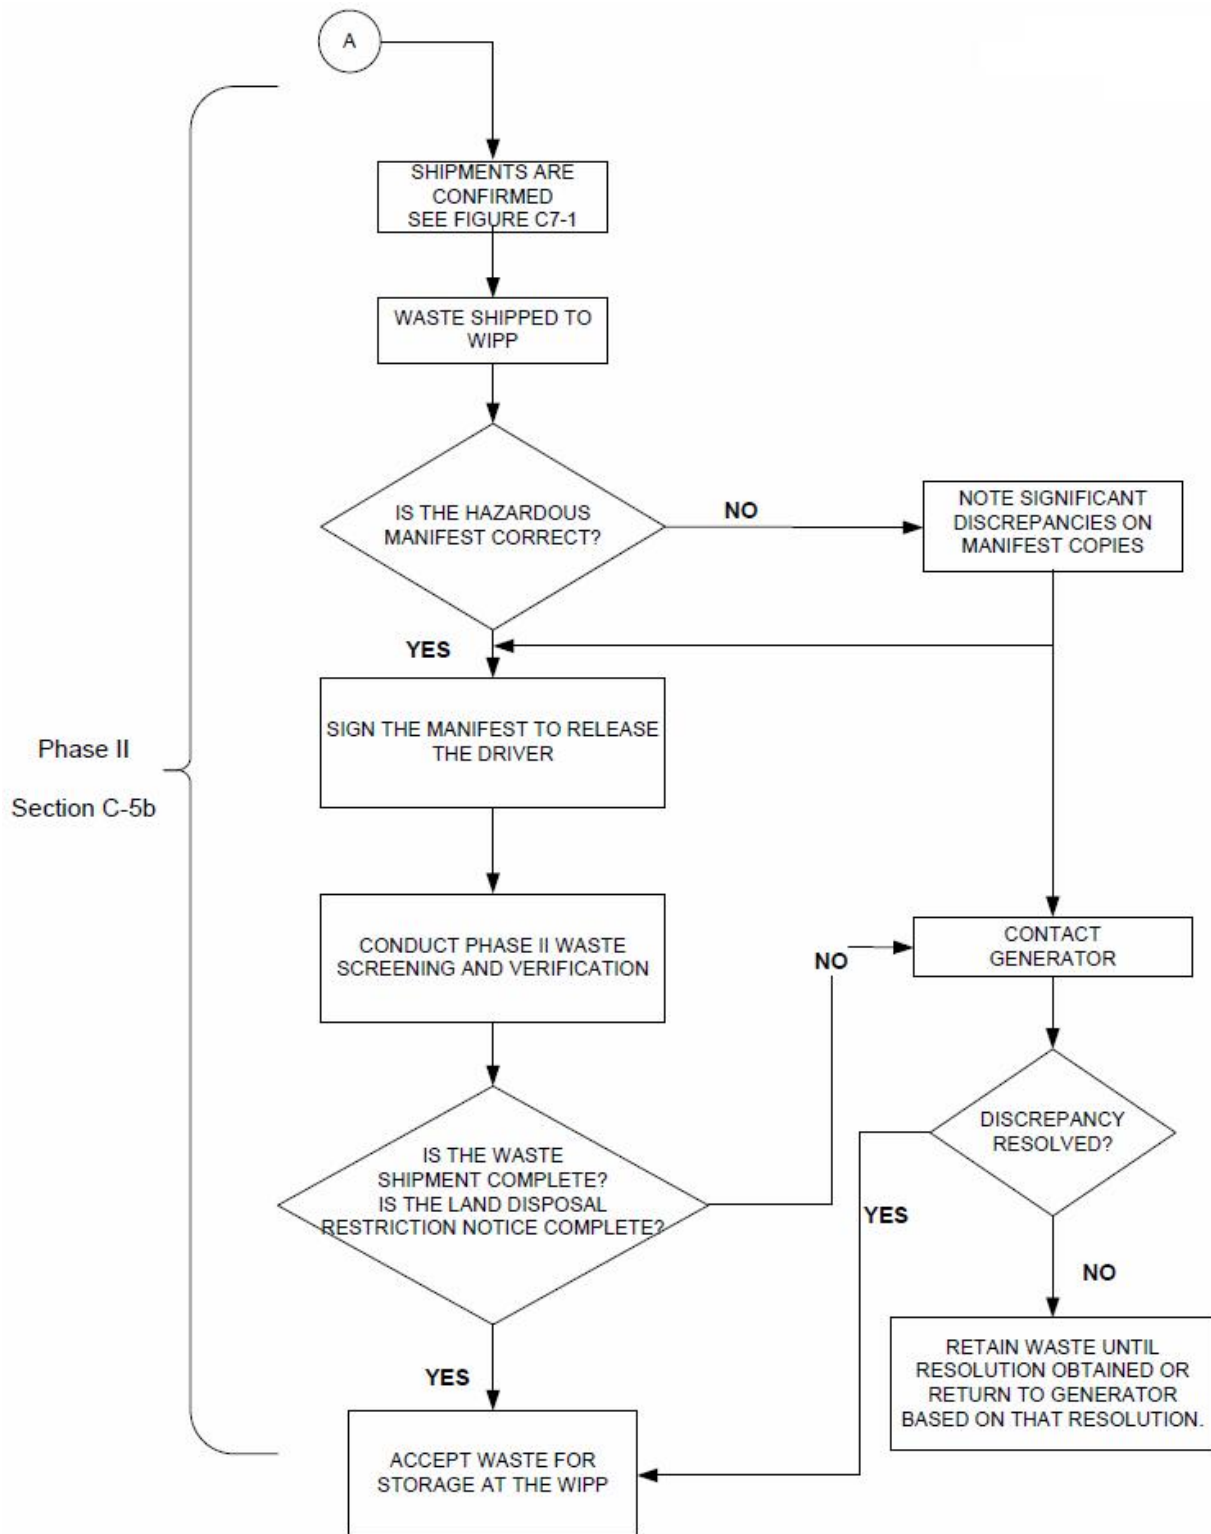 A
SHIPMENTS ARE
CONFIRMED
SEE FIGURE C7-1
WASTE SHIPPED TO
WIPP
IS THE HAZARDOUS
MANIFEST CORRECT?
NO
NOTE SIGNIFICANT
DISCREPANCIES ON
MANIFEST COPIES
YES
SIGN THE MANIFEST TO RELEASE
THE DRIVER
Phase II
Section C-5b
CONDUCT PHASE II WASTE
SCREENING AND VERIFICATION
NO
CONTACT
GENERATOR
IS THE WASTE
SHIPMENT COMPLETE?
IS THE LAND DISPOSAL
RESTRICTION NOTICE COMPLETE?
DISCREPANCY
RESOLVED?
YES
NO
RETAIN WASTE UNTIL
RESOLUTION OBTAINED OR
RETURN TO GENERATOR
BASED ON THAT RESOLUTION.
YES
ACCEPT WASTE FOR
STORAGE AT THE WIPP